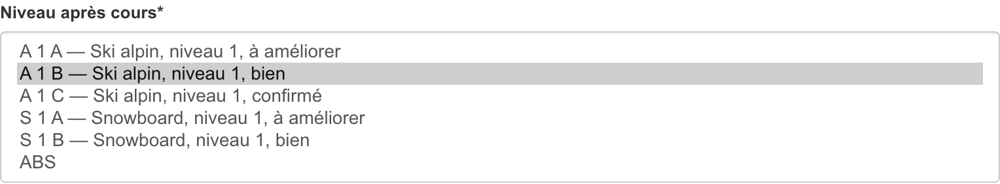 Niveau après cours*
A 1 A — Ski alpin, niveau 1, à améliorer
A 1 B — Ski alpin, niveau 1, bien
A 1 C — Ski alpin, niveau 1, confirmé
S 1 A — Snowboard, niveau 1, à améliorer
S 1 B — Snowboard, niveau 1, bien
ABS